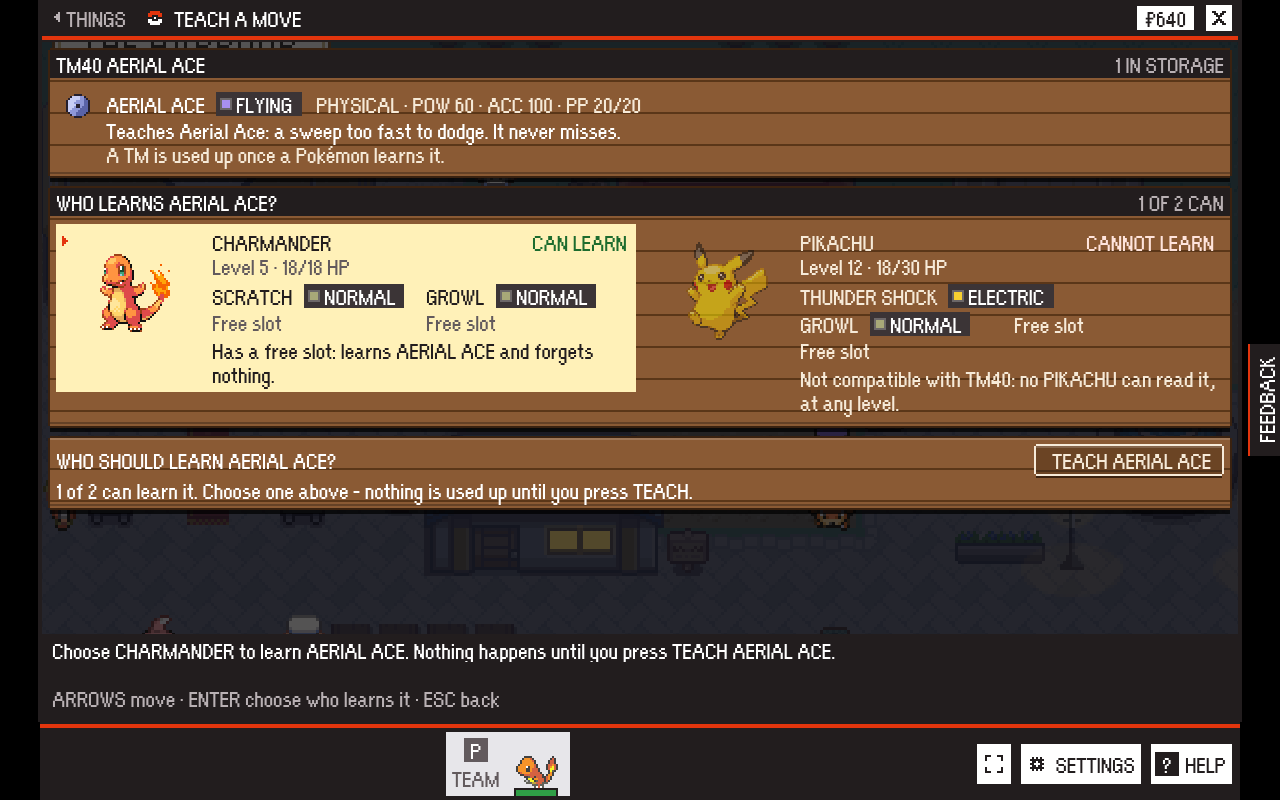 THINGS TEACH A MOVE ₽640 X
TM40 AERIAL ACE 1 IN STORAGE
AERIAL ACE FLYING PHYSICAL · POW 60 · ACC 100 · PP 20/20
Teaches Aerial Ace: a sweep too fast to dodge. It never misses.
A TM is used up once a Pokémon learns it.
WHO LEARNS AERIAL ACE? 1 OF 2 CAN
CHARMANDER CAN LEARN
Level 5 · 18/18 HP
SCRATCH NORMAL GROWL NORMAL
Free slot Free slot
Has a free slot: learns AERIAL ACE and forgets
nothing.
PIKACHU CANNOT LEARN
Level 12 · 18/30 HP
THUNDER SHOCK ELECTRIC
GROWL NORMAL Free slot
Free slot
Not compatible with TM40: no PIKACHU can read it,
at any level.
WHO SHOULD LEARN AERIAL ACE? TEACH AERIAL ACE
1 of 2 can learn it. Choose one above - nothing is used up until you press TEACH.
Choose CHARMANDER to learn AERIAL ACE. Nothing happens until you press TEACH AERIAL ACE.
ARROWS move · ENTER choose who learns it · ESC back
P
TEAM
SETTINGS ? HELP
FEEDBACK